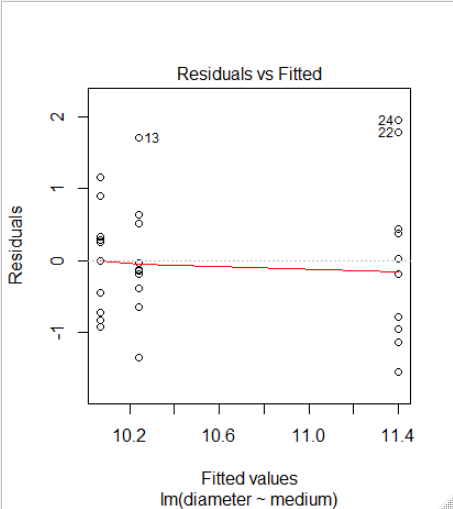 Residuals vs Fitted
2
1
0
-1
Residuals
13
24
22
10.2 10.6 11.0 11.4
Fitted values
lm(diameter ~ medium)